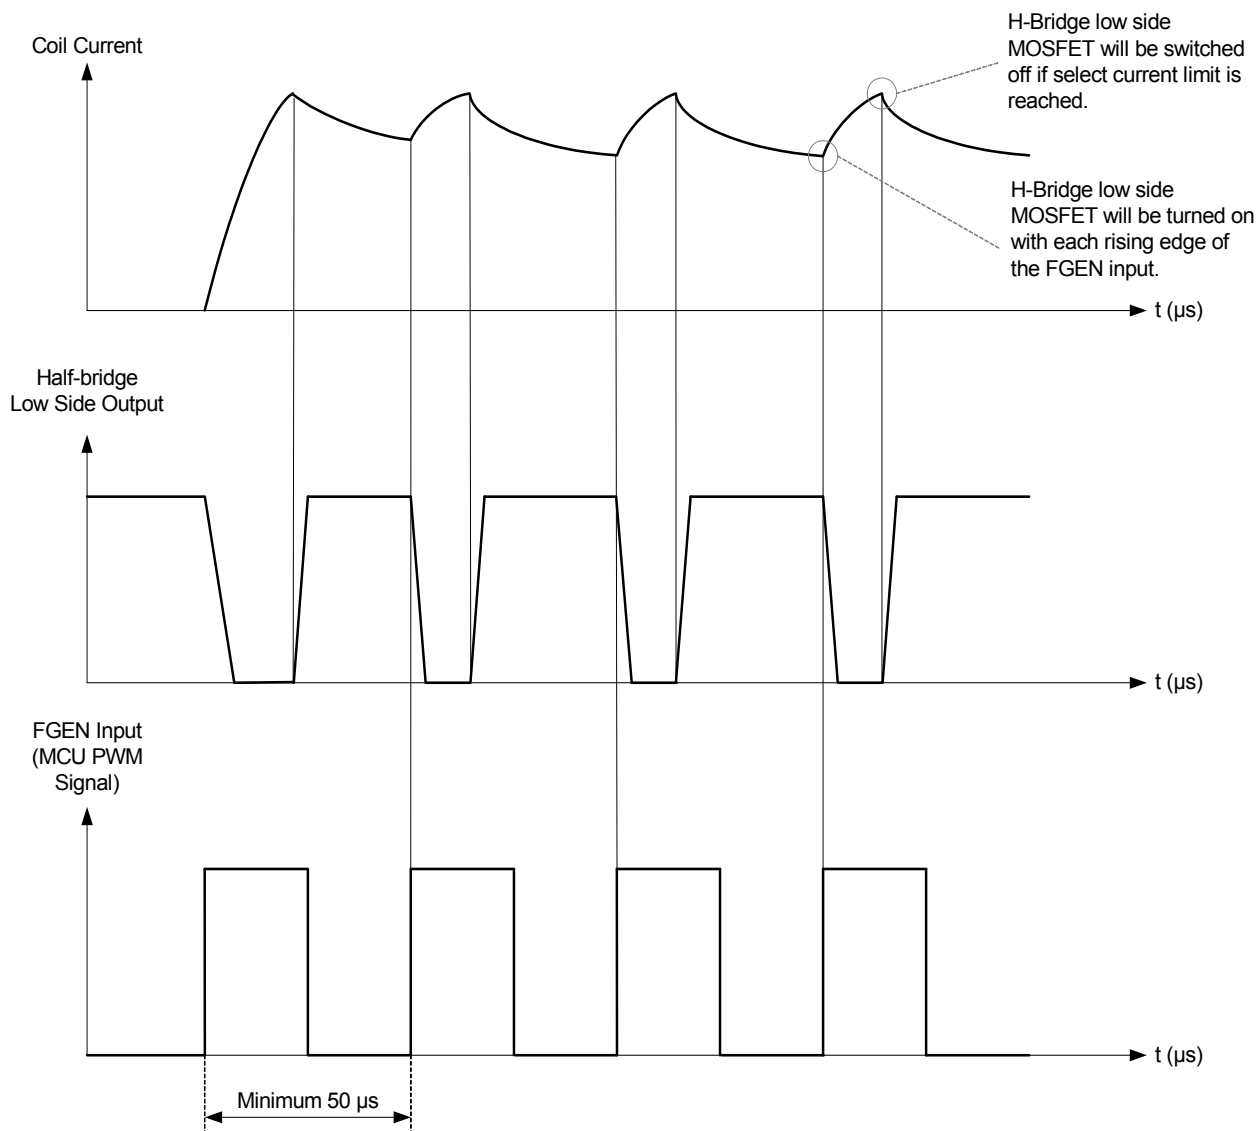 Coil Current
H-Bridge low side
MOSFET will be switched
off if select current limit is
reached.
H-Bridge low side
MOSFET will be turned on
with each rising edge of
the FGEN input.
t (µs)
Half-bridge
Low Side Output
t (µs)
FGEN Input
(MCU PWM
Signal)
t (µs)
Minimum 50 µs